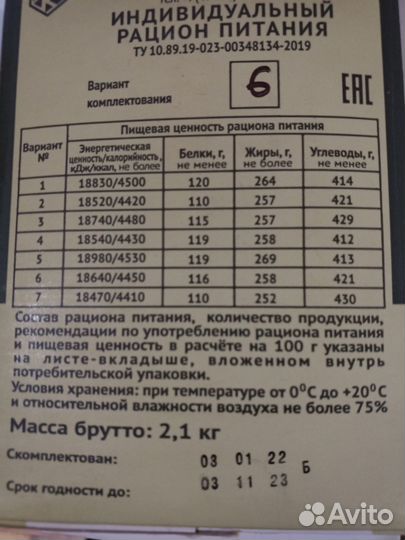 ИНДИВИДУАЛЬНЫЙ
РАЦИОН ПИТАНИЯ
ТУ 10.89.19-023-00348134-2019
Вариант
комплектования
6
ЕАС
Пищевая ценность рациона питания
Вариант № Энергетическая ценность/калорийность, кДж/ккал, не более Белки, г, не менее Жиры, г, не более Углеводы, г, не менее
1 18830/4500 120 264 414
2 18520/4420 110 257 421
3 18740/4480 115 257 429
4 18540/4430 119 258 412
5 18980/4530 119 269 413
6 18640/4450 116 258 421
7 18470/4410 110 252 430
Состав рациона питания, количество продукции,
рекомендации по употреблению рациона питания
и пищевая ценность в расчёте на 100 г указаны
на листе-вкладыше, вложенном внутрь
потребительской упаковки.
Условия хранения: при температуре от 0°С до +20°С
и относительной влажности воздуха не более 75%
Масса брутто: 2,1 кг
Скомплектован: 03 01 22 Б
Срок годности до: 03 11 23
Avito